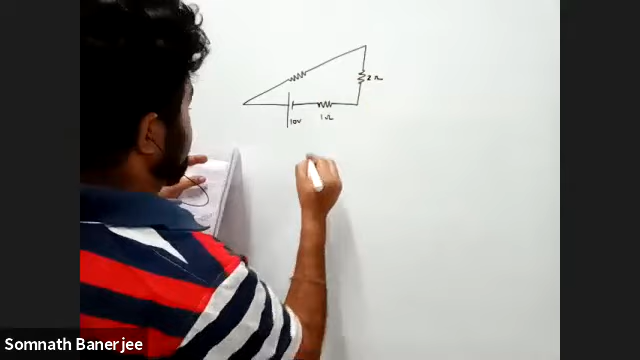 2 Ω
10V
1 Ω
Somnath Banerjee